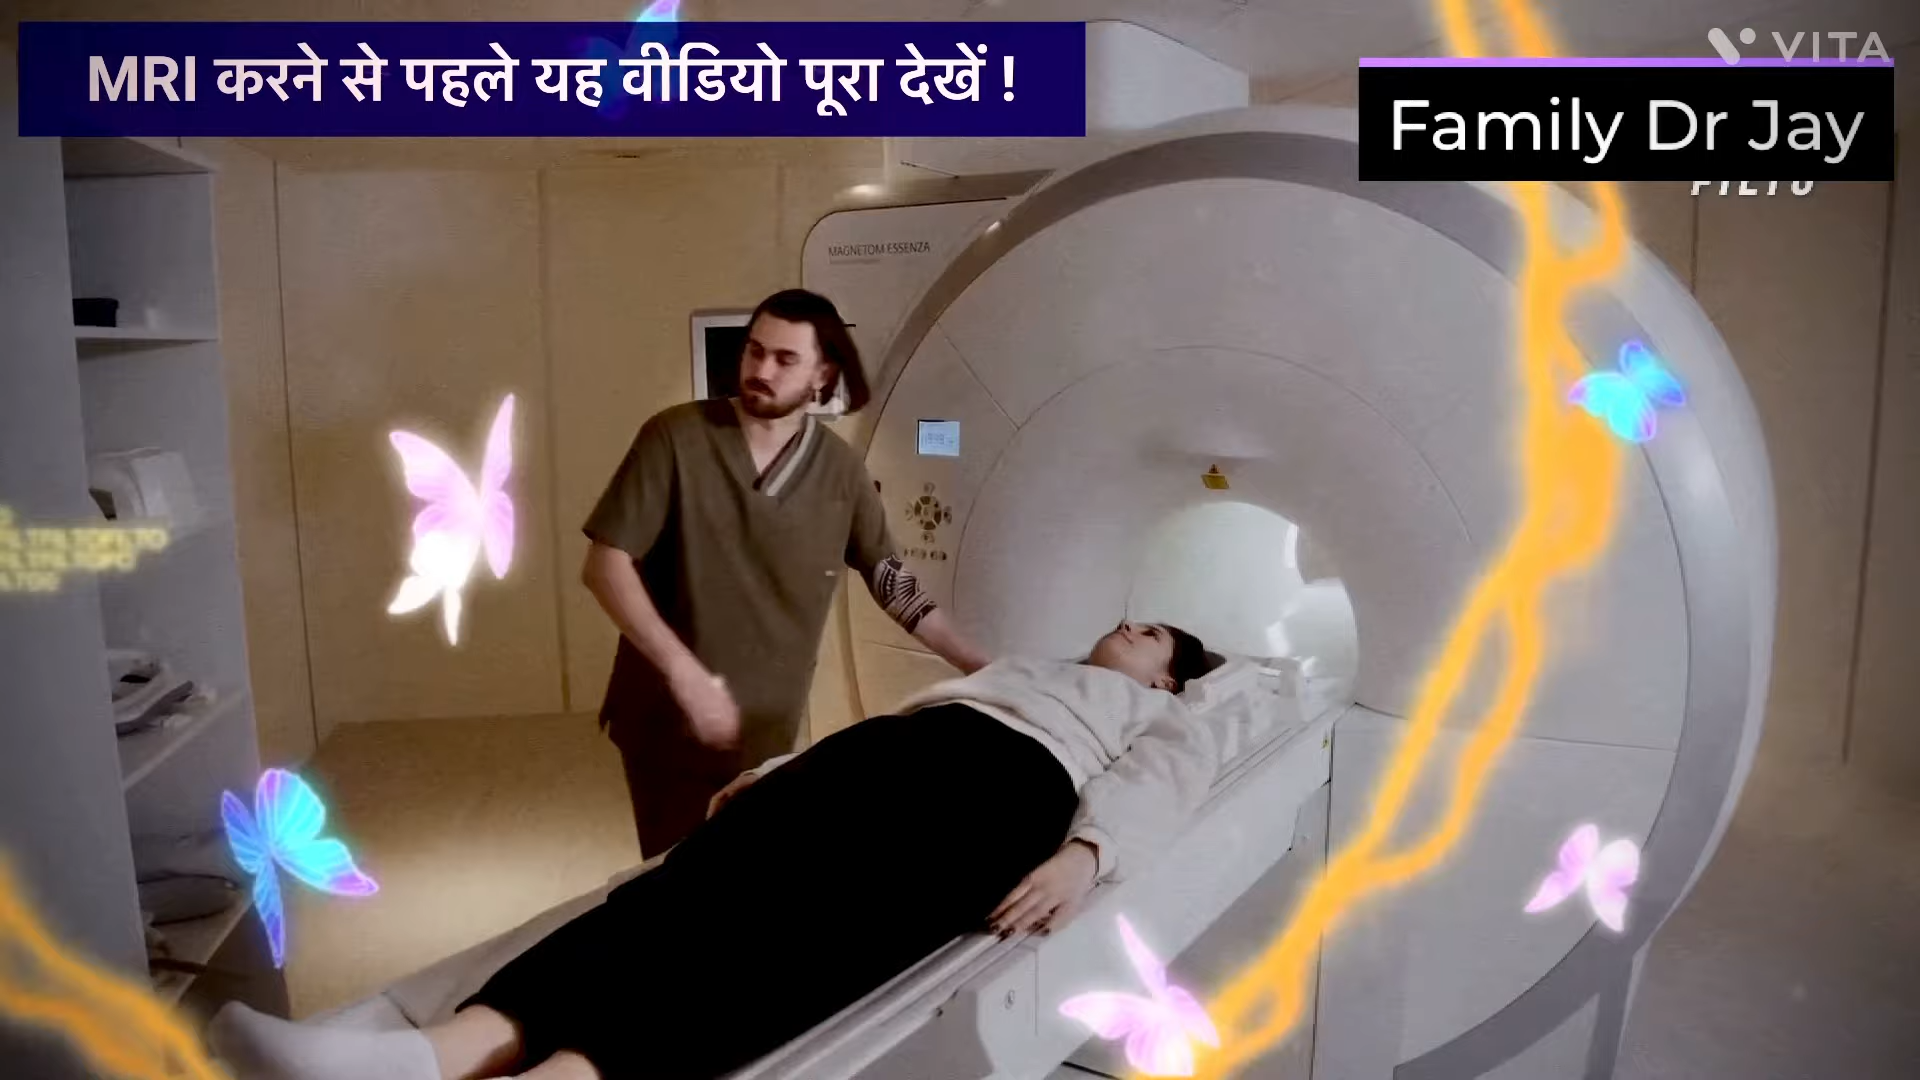 MRI करने से पहले यह वीडियो पूरा देखें !
VITA
Family Dr Jay
MAGNETOM ESSENZA